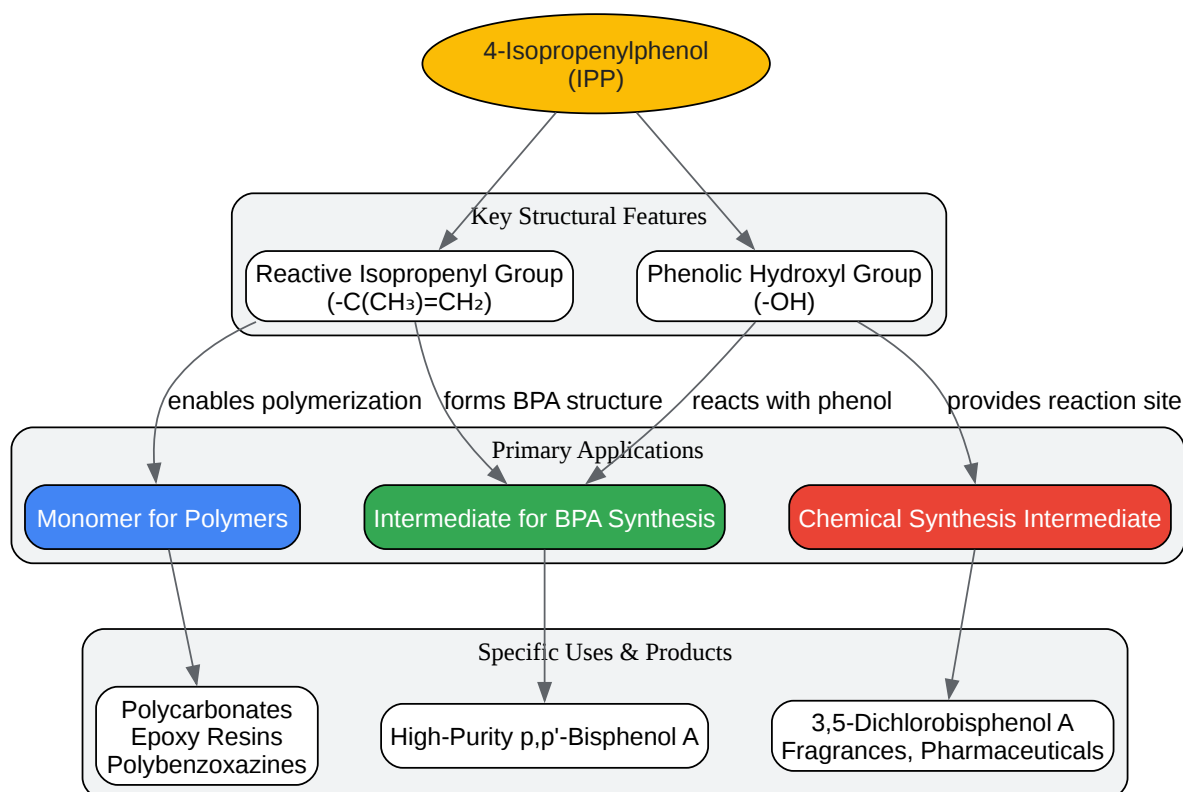 4-Isopropenylphenol
(IPP)
Key Structural Features
Reactive Isopropenyl Group
(-C(CH₃)=CH₂)
Phenolic Hydroxyl Group
(-OH)
enables polymerization
forms BPA structure
reacts with phenol
provides reaction site
Primary Applications
Monomer for Polymers
Intermediate for BPA Synthesis
Chemical Synthesis Intermediate
Specific Uses & Products
Polycarbonates
Epoxy Resins
Polybenzoxazines
High-Purity p,p'-Bisphenol A
3,5-Dichlorobisphenol A
Fragrances, Pharmaceuticals